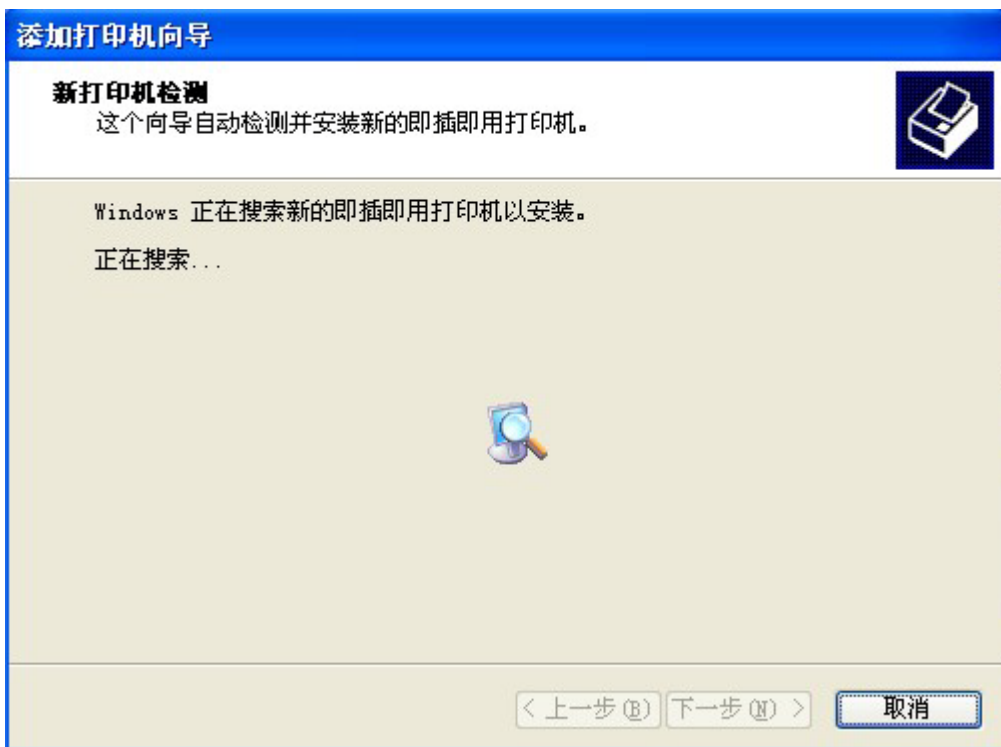 添加打印机向导
新打印机检测
这个向导自动检测并安装新的即插即用打印机。
Windows 正在搜索新的即插即用打印机以安装。
正在搜索...
< 上一步(B) 下一步(N) > 取消